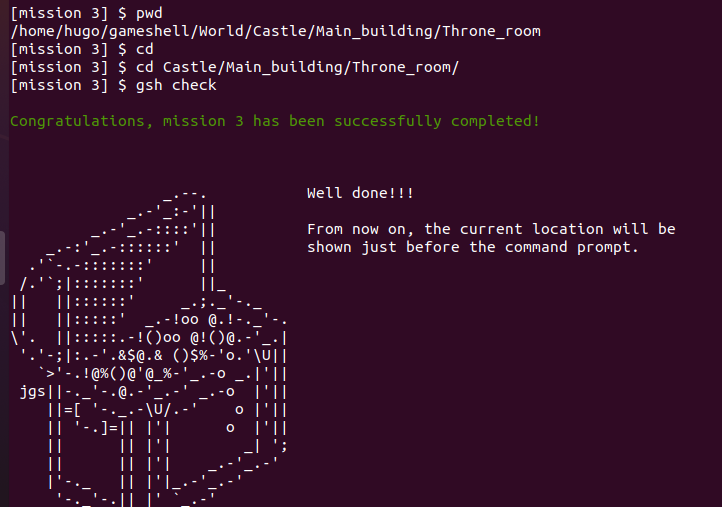 [mission 3] $ pwd
/home/hugo/gameshell/World/Castle/Main_building/Throne_room
[mission 3] $ cd
[mission 3] $ cd Castle/Main_building/Throne_room/
[mission 3] $ gsh check
Congratulations, mission 3 has been successfully completed!
Well done!!!
From now on, the current location will be
shown just before the command prompt.
jgs